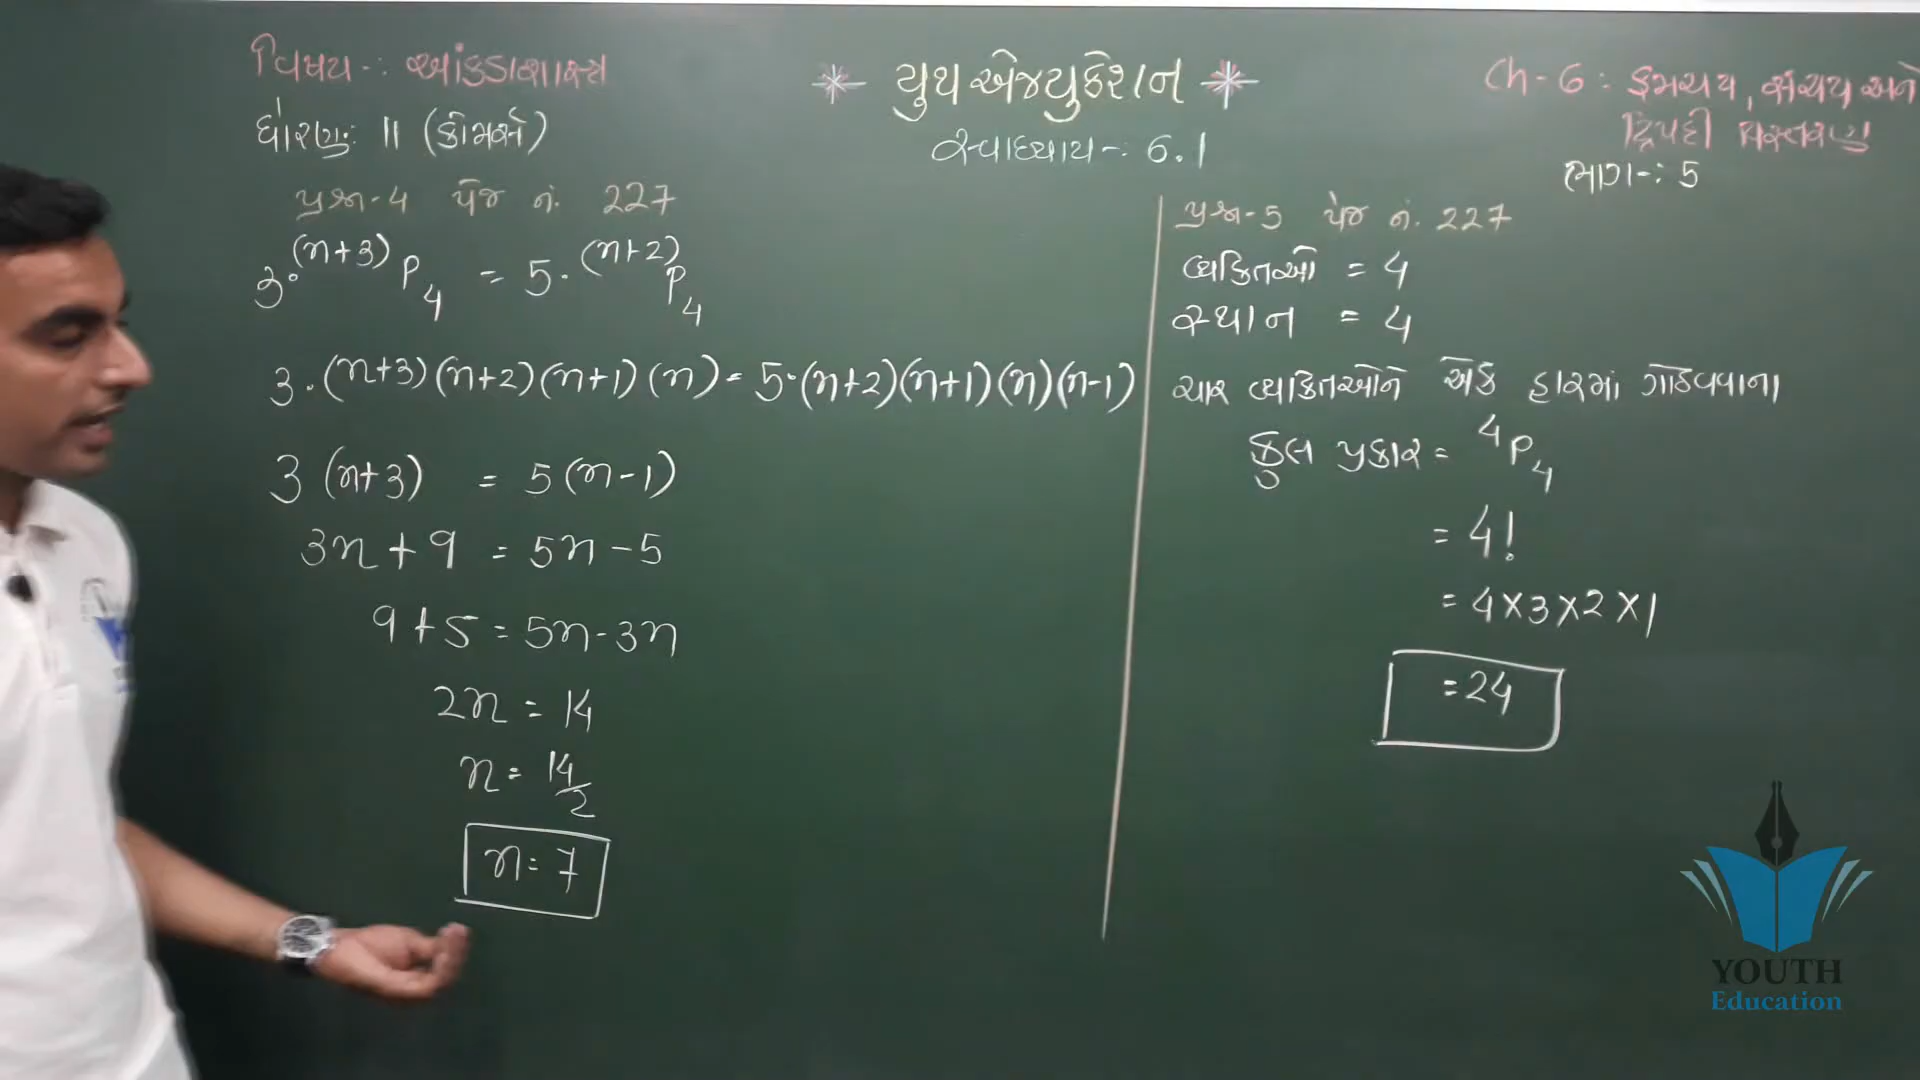 વિષય-: આંકડાશાસ્ત્ર
ધોરણ: 11 (કોમર્સ)
* યુથ એજ્યુકેશન *
સ્વાધ્યાય-: 6.1
Ch-6 : ક્રમચય, સંચય અને
દ્વિપદી વિસ્તરણ
ભાગ-: 5
પ્રશ્ન-4 પેજ નં. 227
3·⁽ⁿ⁺³⁾P₄ = 5·⁽ⁿ⁺²⁾P₄
3·(n+3)(n+2)(n+1)(n) = 5·(n+2)(n+1)(n)(n-1)
3(n+3) = 5(n-1)
3n+9 = 5n-5
9+5 = 5n-3n
2n = 14
n = 14/2
n = 7
પ્રશ્ન-5 પેજ નં. 227
વ્યકિતઓ = 4
સ્થાન = 4
ચાર વ્યકિતઓને એક હારમાં ગોઠવવાના
કુલ પ્રકાર = ⁴P₄
= 4!
= 4×3×2×1
= 24
YOUTH
Education